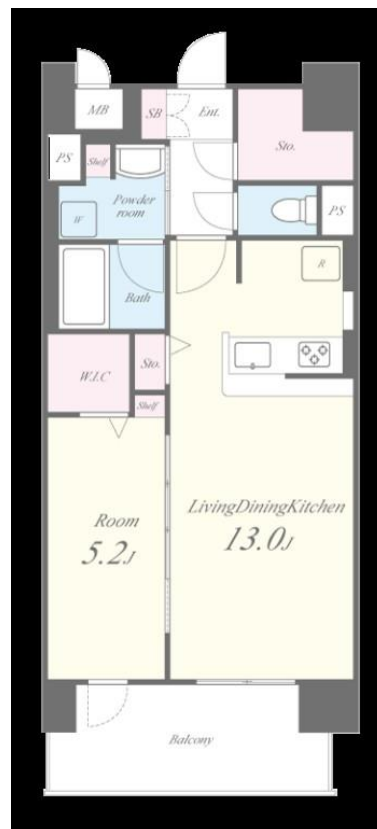 MB
SB
Ent.
Sto.
PS
Shelf
Powder
room
W
PS
Bath
R
W.I.C
Sto.
Shelf
Room
5.2J
LivingDiningKitchen
13.0J
Balcony